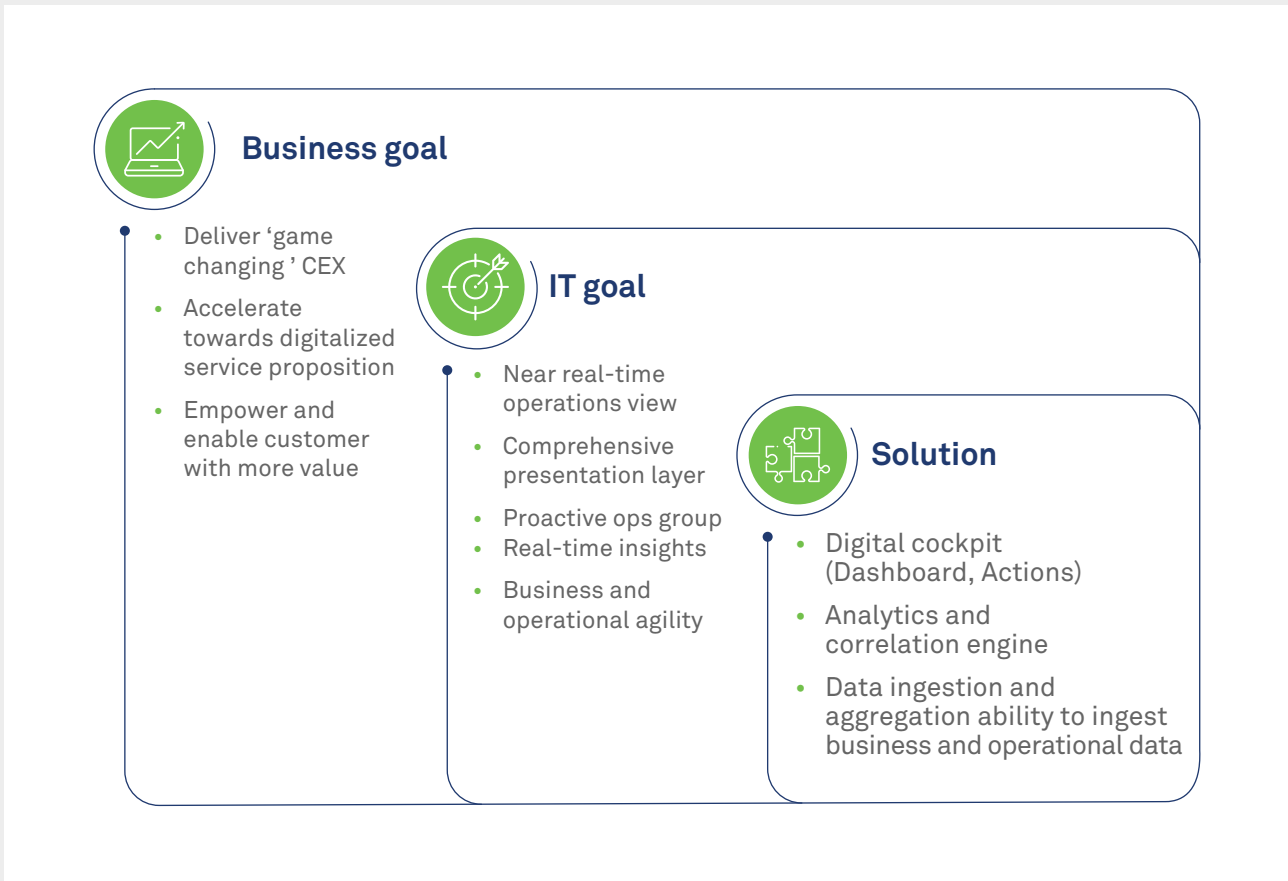 Business goal
• Deliver ‘game
changing ’ CEX
• Accelerate
towards digitalized
service proposition
• Empower and
enable customer
with more value
IT goal
• Near real-time
operations view
• Comprehensive
presentation layer
• Proactive ops group
• Real-time insights
• Business and
operational agility
Solution
• Digital cockpit
(Dashboard, Actions)
• Analytics and
correlation engine
• Data ingestion and
aggregation ability to ingest
business and operational data